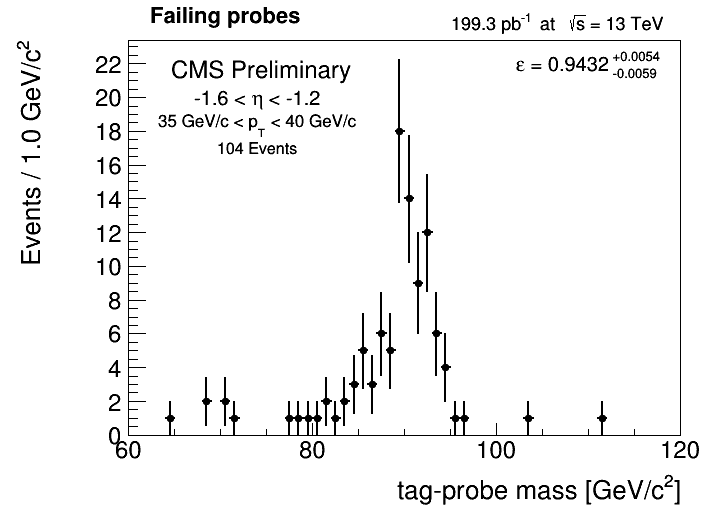 Failing probes
199.3 pb⁻¹ at √s = 13 TeV
CMS Preliminary
ε = 0.9432 +0.0054 -0.0059
-1.6 < η < -1.2
35 GeV/c < p_T < 40 GeV/c
104 Events
Events / 1.0 GeV/c²
22
20
18
16
14
12
10
8
6
4
2
0
60 80 100 120
tag-probe mass [GeV/c²]